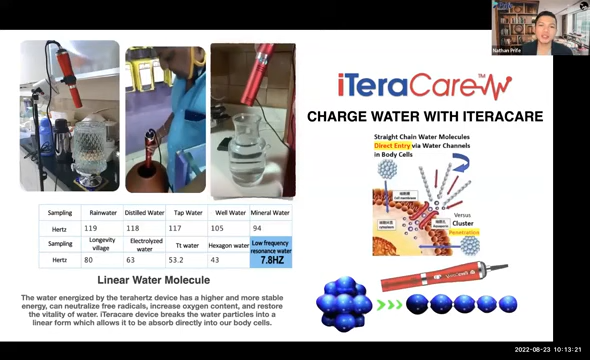 Nathan Prife
iTeraCare™
CHARGE WATER WITH ITERACARE
Straight Chain Water Molecules
Direct Entry via Water Channels
in Body Cells
Versus
Cluster
Penetration
Sampling Rainwater Distilled Water Tap Water Well Water Mineral Water
Hertz 119 118 117 105 94
Sampling Longevity village Electrolyzed water Tt water Hexagon water Low frequency resonance water
Hertz 80 63 53.2 43 7.8HZ
Linear Water Molecule
The water energized by the terahertz device has a higher and more stable
energy, can neutralize free radicals, increase oxygen content, and restore
the vitality of water. iTeracare device breaks the water particles into a
linear form which allows it to be absorb directly into our body cells.
2022-08-23 10:13:21